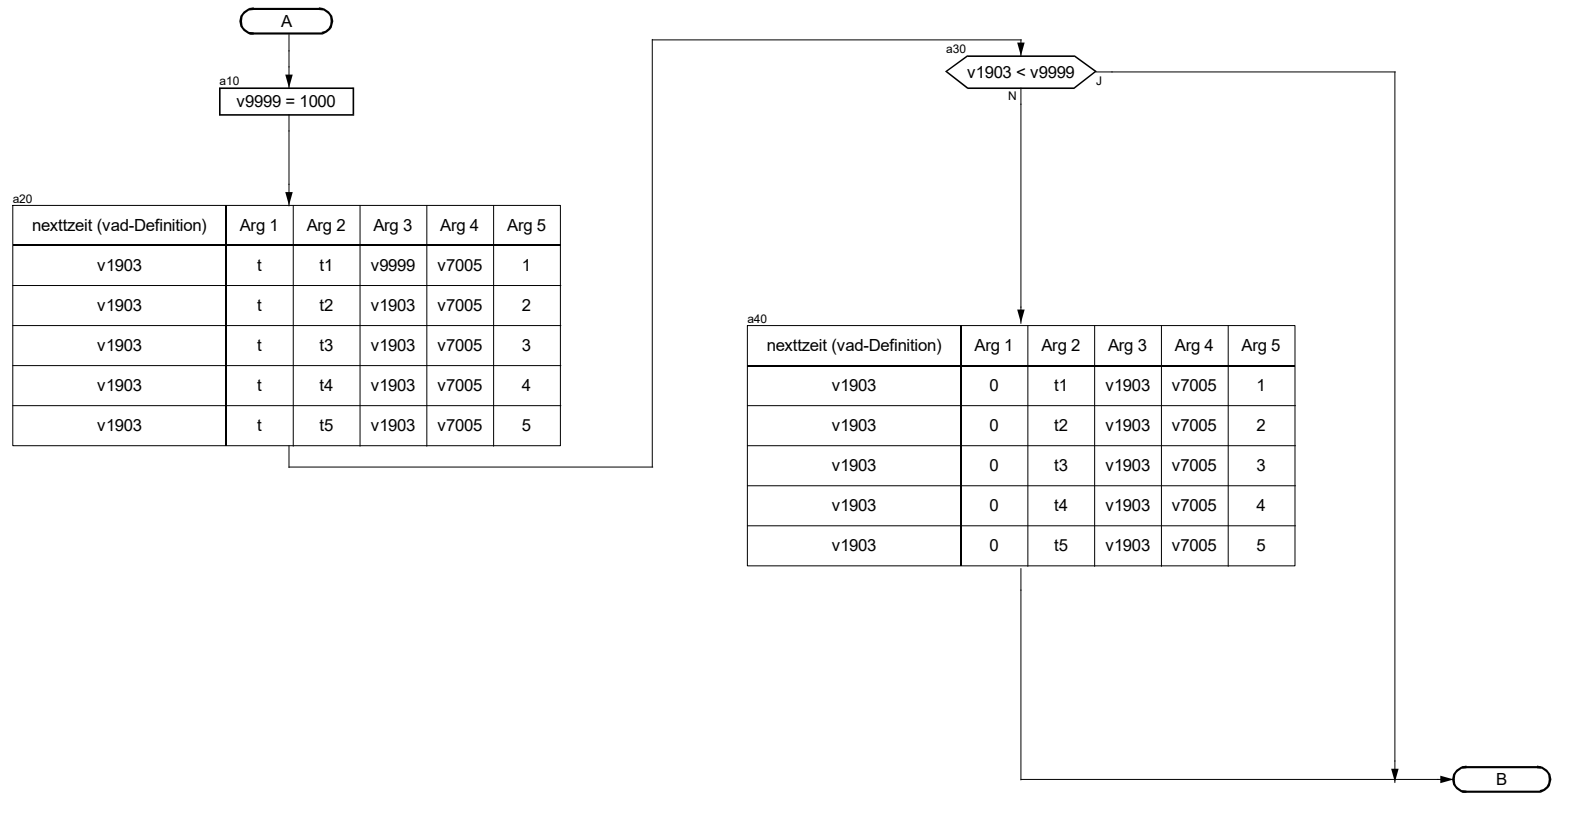 A
a10
v9999 = 1000
a20
nexttzeit (vad-Definition) Arg 1 Arg 2 Arg 3 Arg 4 Arg 5
v1903 t t1 v9999 v7005 1
v1903 t t2 v1903 v7005 2
v1903 t t3 v1903 v7005 3
v1903 t t4 v1903 v7005 4
v1903 t t5 v1903 v7005 5
a30
v1903 < v9999
J
N
a40
nexttzeit (vad-Definition) Arg 1 Arg 2 Arg 3 Arg 4 Arg 5
v1903 0 t1 v1903 v7005 1
v1903 0 t2 v1903 v7005 2
v1903 0 t3 v1903 v7005 3
v1903 0 t4 v1903 v7005 4
v1903 0 t5 v1903 v7005 5
B